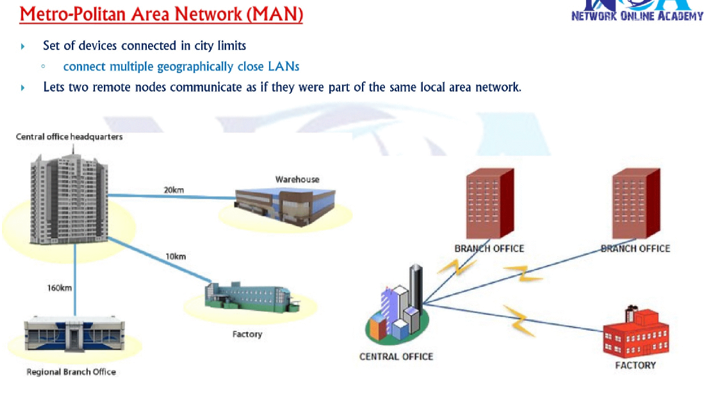 Metro-Politan Area Network (MAN)
NETWORK ONLINE ACADEMY
Set of devices connected in city limits
connect multiple geographically close LANs
Lets two remote nodes communicate as if they were part of the same local area network.
Central office headquarters
20km
Warehouse
10km
160km
Factory
Regional Branch Office
BRANCH OFFICE
BRANCH OFFICE
CENTRAL OFFICE
FACTORY